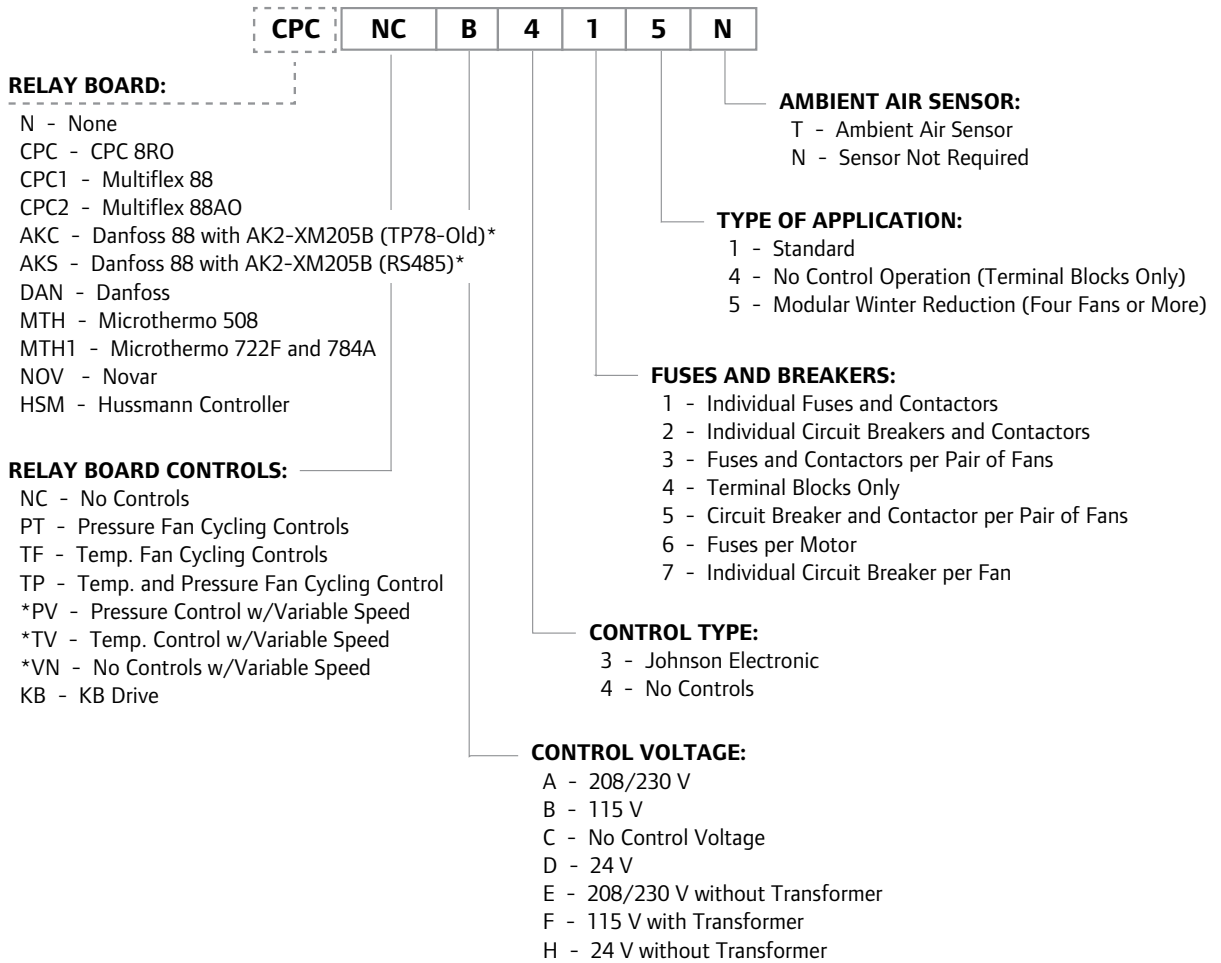 CPC NC B 4 1 5 N
RELAY BOARD:
N - None
CPC - CPC 8RO
CPC1 - Multiflex 88
CPC2 - Multiflex 88AO
AKC - Danfoss 88 with AK2-XM205B (TP78-Old)*
AKS - Danfoss 88 with AK2-XM205B (RS485)*
DAN - Danfoss
MTH - Microthermo 508
MTH1 - Microthermo 722F and 784A
NOV - Novar
HSM - Hussmann Controller
RELAY BOARD CONTROLS:
NC - No Controls
PT - Pressure Fan Cycling Controls
TF - Temp. Fan Cycling Controls
TP - Temp. and Pressure Fan Cycling Control
*PV - Pressure Control w/Variable Speed
*TV - Temp. Control w/Variable Speed
*VN - No Controls w/Variable Speed
KB - KB Drive
AMBIENT AIR SENSOR:
T - Ambient Air Sensor
N - Sensor Not Required
TYPE OF APPLICATION:
1 - Standard
4 - No Control Operation (Terminal Blocks Only)
5 - Modular Winter Reduction (Four Fans or More)
FUSES AND BREAKERS:
1 - Individual Fuses and Contactors
2 - Individual Circuit Breakers and Contactors
3 - Fuses and Contactors per Pair of Fans
4 - Terminal Blocks Only
5 - Circuit Breaker and Contactor per Pair of Fans
6 - Fuses per Motor
7 - Individual Circuit Breaker per Fan
CONTROL TYPE:
3 - Johnson Electronic
4 - No Controls
CONTROL VOLTAGE:
A - 208/230 V
B - 115 V
C - No Control Voltage
D - 24 V
E - 208/230 V without Transformer
F - 115 V with Transformer
H - 24 V without Transformer